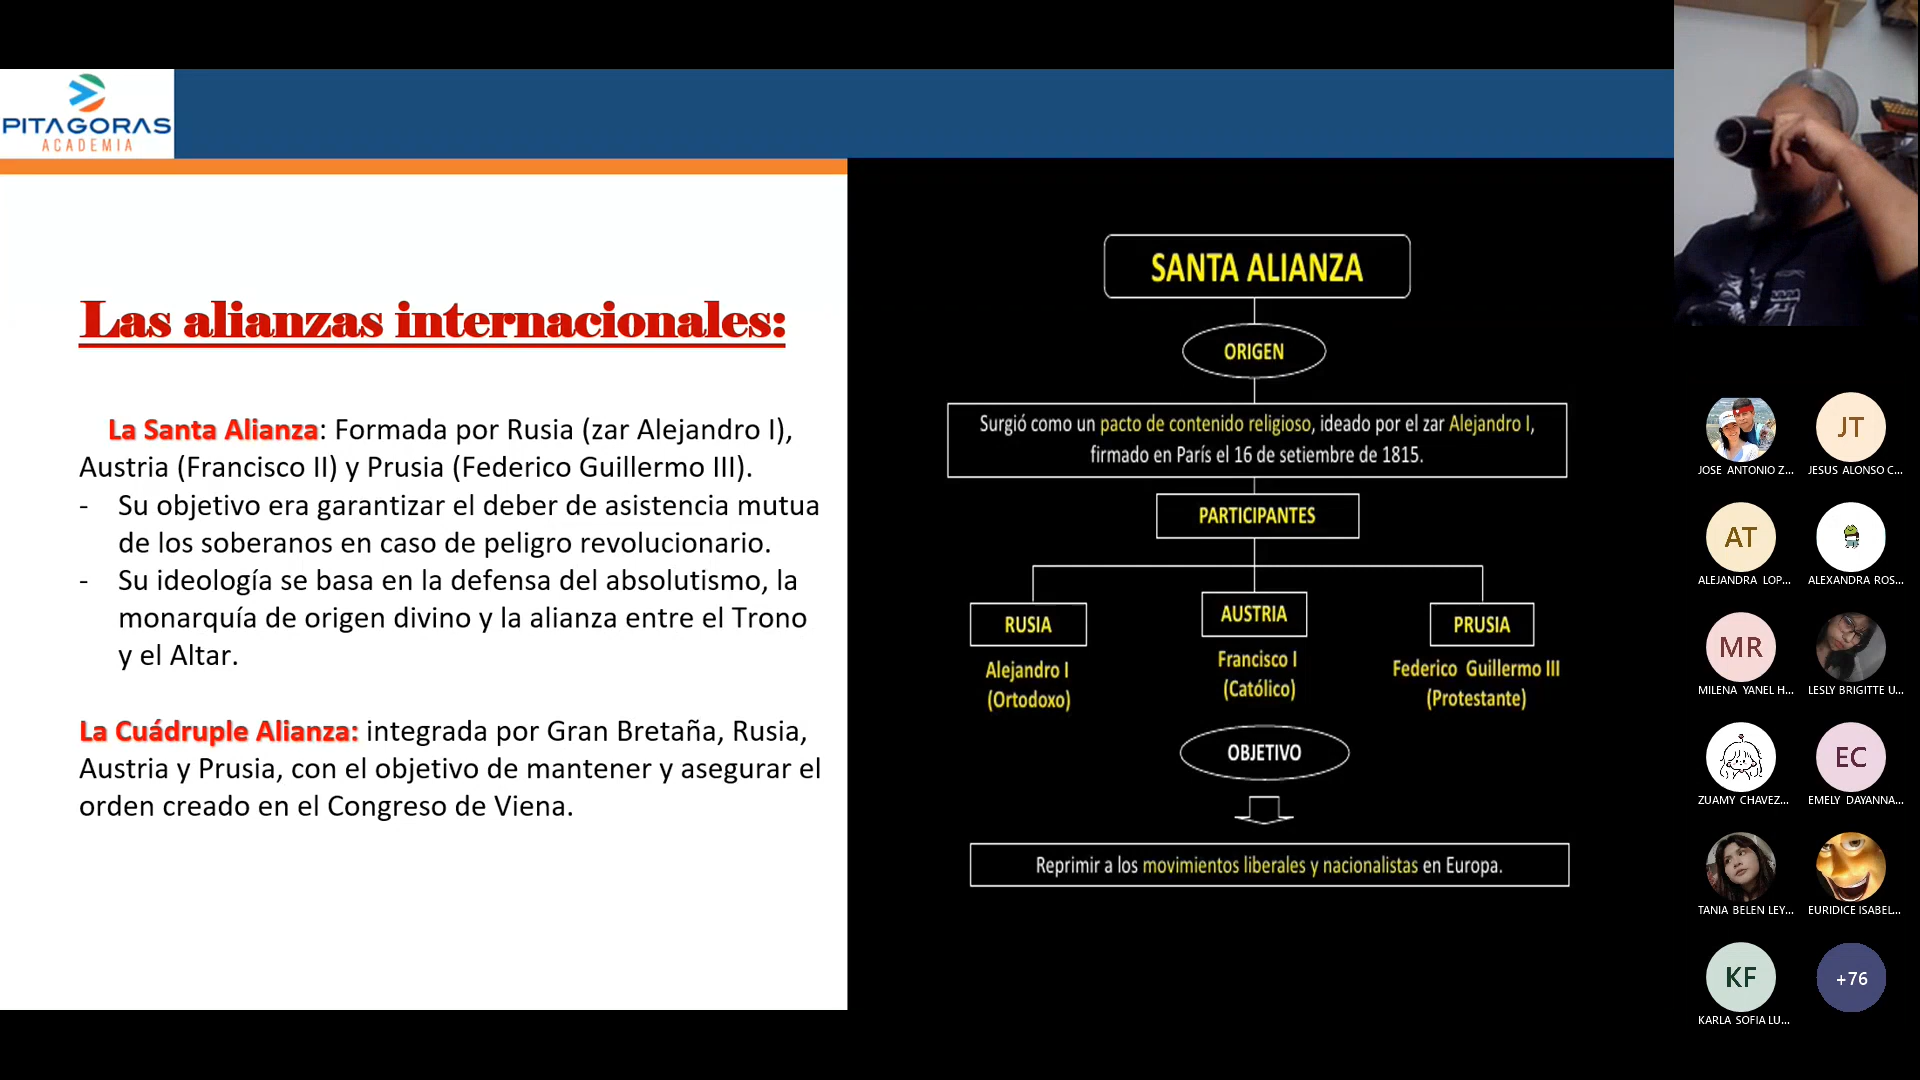 PITAGORAS
ACADEMIA
Las alianzas internacionales:
La Santa Alianza: Formada por Rusia (zar Alejandro I),
Austria (Francisco II) y Prusia (Federico Guillermo III).
- Su objetivo era garantizar el deber de asistencia mutua
de los soberanos en caso de peligro revolucionario.
- Su ideología se basa en la defensa del absolutismo, la
monarquía de origen divino y la alianza entre el Trono
y el Altar.
La Cuádruple Alianza: integrada por Gran Bretaña, Rusia,
Austria y Prusia, con el objetivo de mantener y asegurar el
orden creado en el Congreso de Viena.
SANTA ALIANZA
ORIGEN
Surgió como un pacto de contenido religioso, ideado por el zar Alejandro I,
firmado en París el 16 de setiembre de 1815.
PARTICIPANTES
RUSIA
Alejandro I
(Ortodoxo)
AUSTRIA
Francisco I
(Católico)
PRUSIA
Federico Guillermo III
(Protestante)
OBJETIVO
Reprimir a los movimientos liberales y nacionalistas en Europa.
JOSE ANTONIO Z...
JT
JESUS ALONSO C...
AT
ALEJANDRA LOP...
ALEXANDRA ROS...
MR
MILENA YANEL H...
LESLY BRIGITTE U...
ZUAMY CHAVEZ...
EC
EMELY DAYANNA...
TANIA BELEN LEY...
EURIDICE ISABEL...
KF
KARLA SOFIA LU...
+76